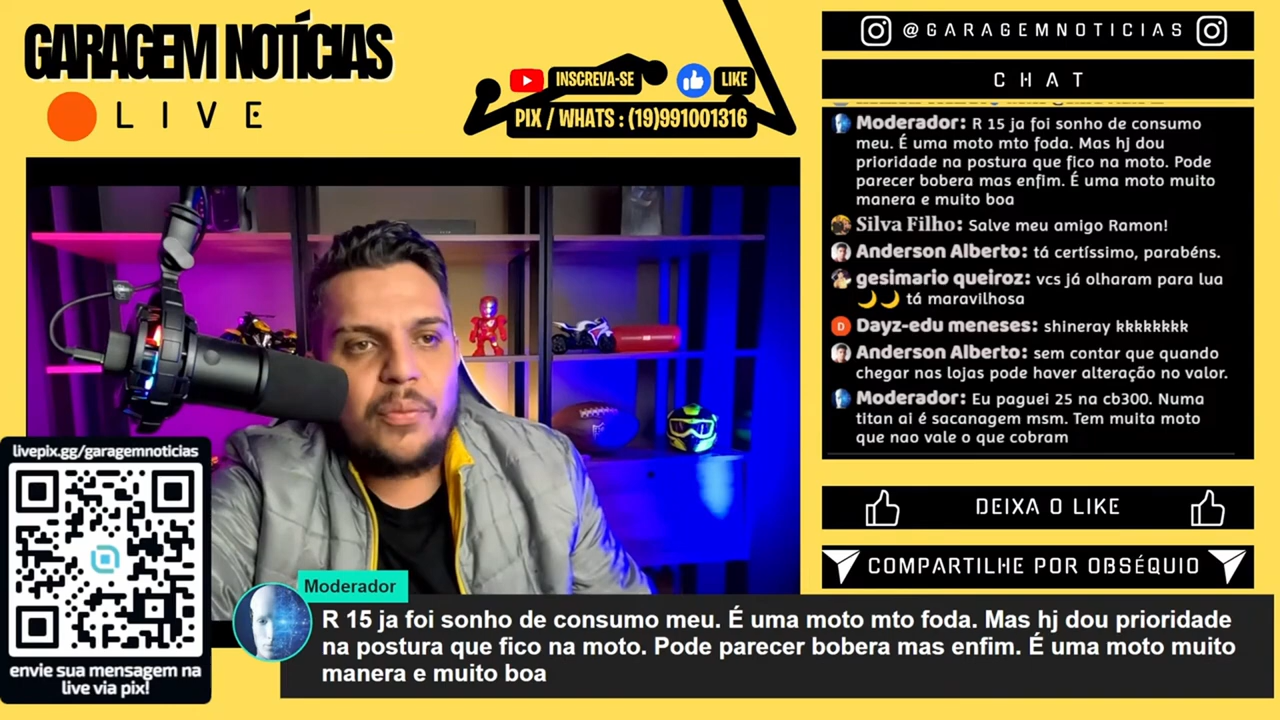 GARAGEM NOTÍCIAS
LIVE
INSCREVA-SE
LIKE
PIX / WHATS : (19)991001316
@GARAGEMNOTICIAS
CHAT
Moderador: R 15 ja foi sonho de consumo
meu. É uma moto mto foda. Mas hj dou
prioridade na postura que fico na moto. Pode
parecer bobera mas enfim. É uma moto muito
manera e muito boa
Silva Filho: Salve meu amigo Ramon!
Anderson Alberto: tá certíssimo, parabéns.
gesimario queiroz: vcs já olharam para lua
🌙🌙 tá maravilhosa
D Dayz-edu meneses: shineray kkkkkkkk
Anderson Alberto: sem contar que quando
chegar nas lojas pode haver alteração no valor.
Moderador: Eu paguei 25 na cb300. Numa
titan ai é sacanagem msm. Tem muita moto
que nao vale o que cobram
DEIXA O LIKE
COMPARTILHE POR OBSÉQUIO
livepix.gg/garagemnoticias
envie sua mensagem na
live via pix!
Moderador
R 15 ja foi sonho de consumo meu. É uma moto mto foda. Mas hj dou prioridade
na postura que fico na moto. Pode parecer bobera mas enfim. É uma moto muito
manera e muito boa